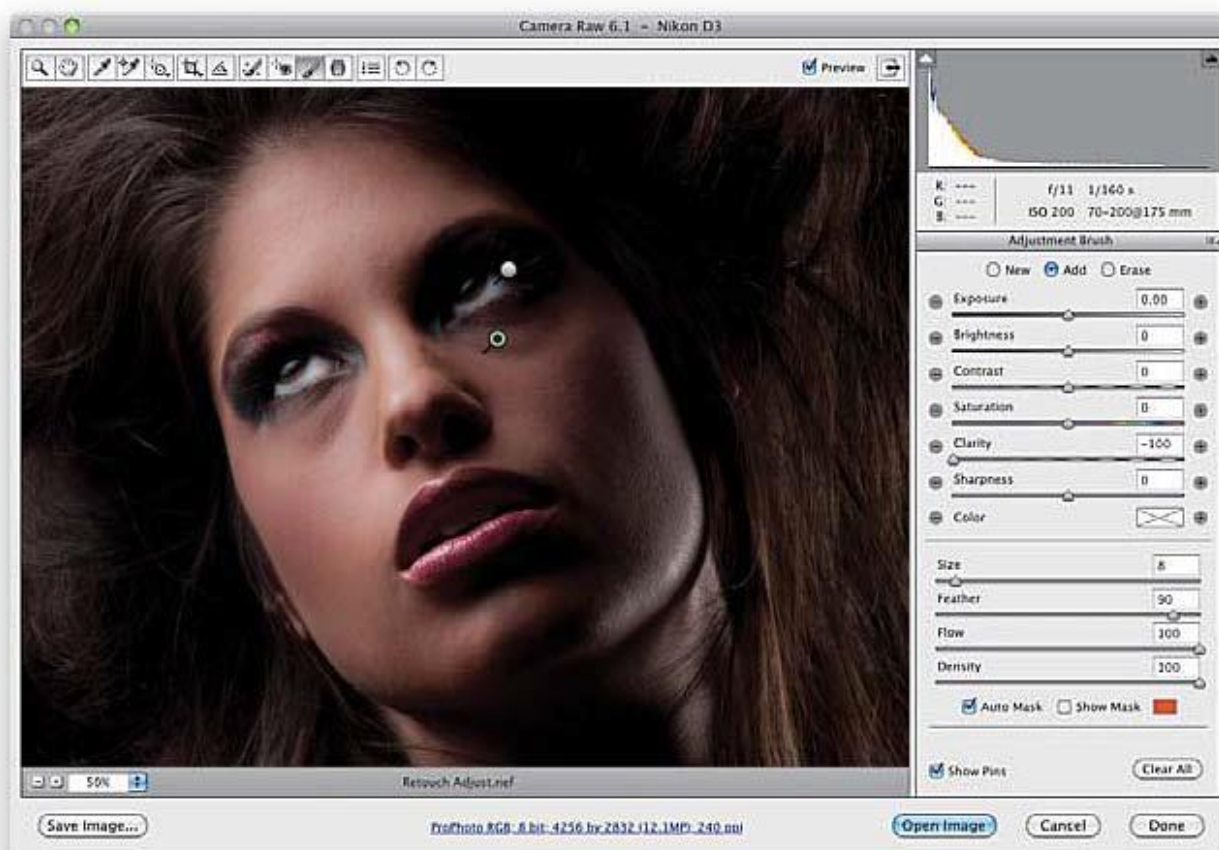 Camera Raw 6.1 – Nikon D3
Preview
R: ---
G: ---
B: ---
f/11 1/160 s
ISO 200 70-200@175 mm
Adjustment Brush
New Add Erase
Exposure 0.00
Brightness 0
Contrast 0
Saturation 0
Clarity -100
Sharpness 0
Color
Size 8
Feather 90
Flow 100
Density 100
Auto Mask Show Mask
Show Pins Clear All
50% Retouch Adjust.nef
Save Image... ProPhoto RGB; 8 bit; 4256 by 2832 (12.1MP); 240 ppi Open Image Cancel Done